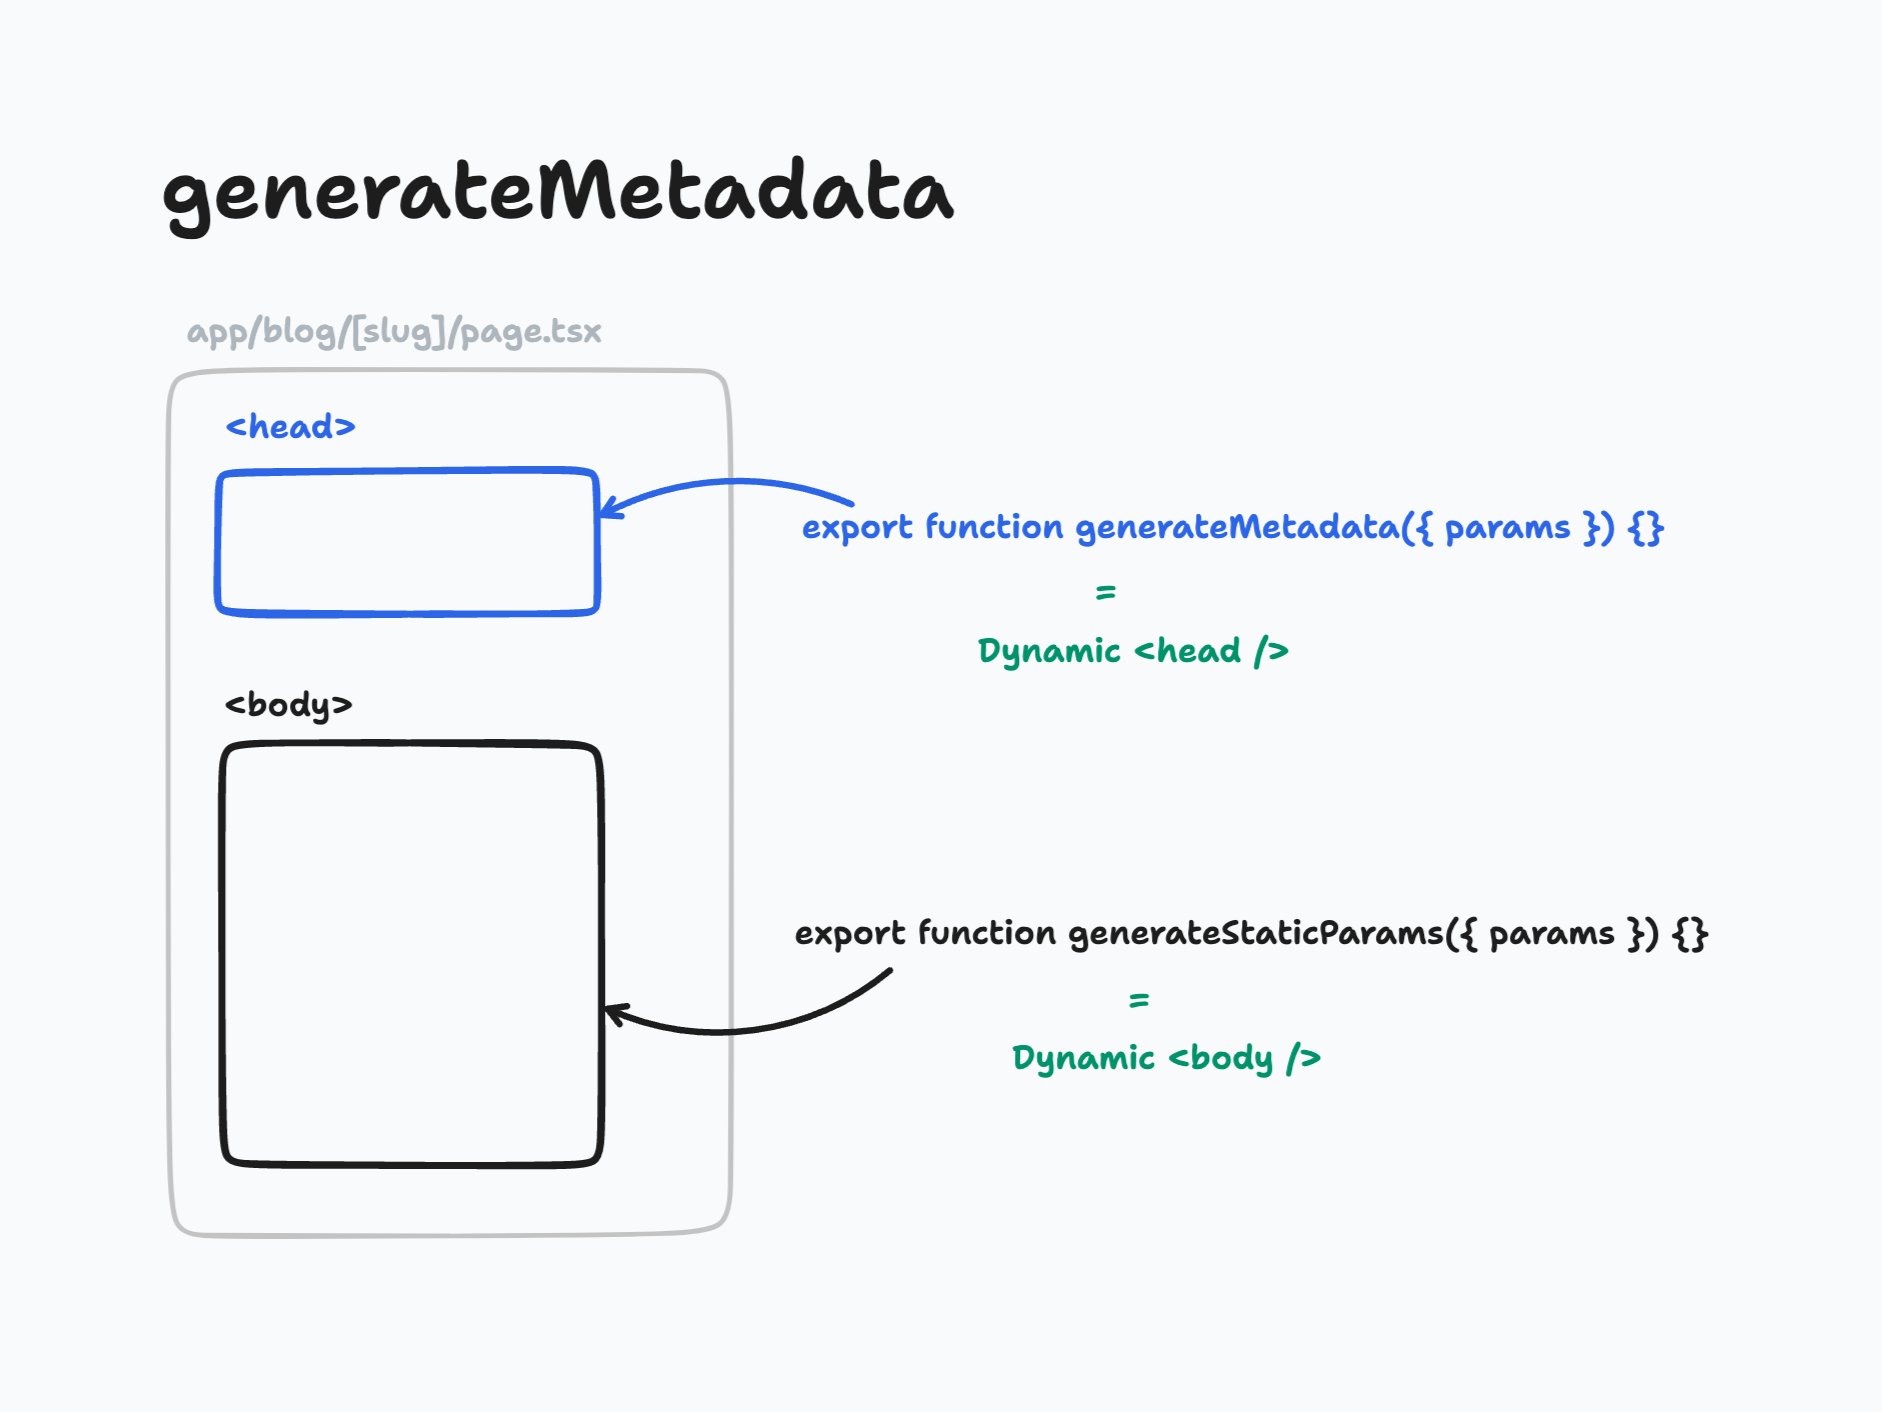 generateMetadata
app/blog/[slug]/page.tsx
<head>
export function generateMetadata({ params }) {}
=
Dynamic <head />
<body>
export function generateStaticParams({ params }) {}
=
Dynamic <body />